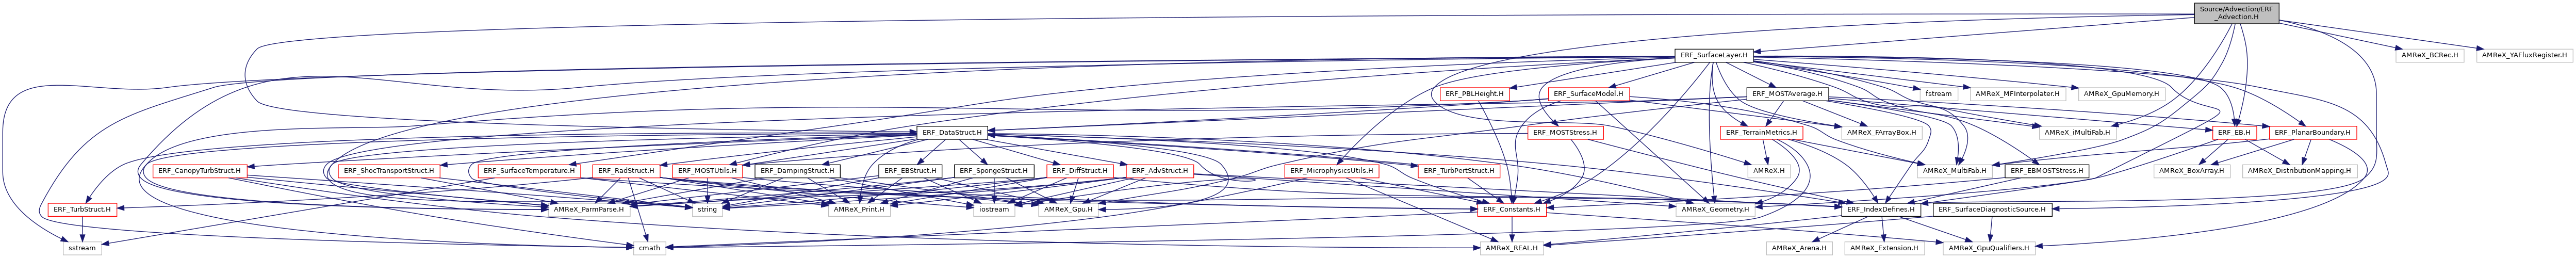 Source/Advection/ERF
_Advection.H
ERF_SurfaceLayer.H
AMReX_BCRec.H
AMReX_YAFluxRegister.H
ERF_PBLHeight.H
ERF_SurfaceModel.H
ERF_MOSTAverage.H
fstream
AMReX_MFInterpolater.H
AMReX_GpuMemory.H
ERF_DataStruct.H
ERF_MOSTStress.H
AMReX_FArrayBox.H
ERF_TerrainMetrics.H
AMReX_iMultiFab.H
ERF_EB.H
ERF_PlanarBoundary.H
ERF_CanopyTurbStruct.H
ERF_ShocTransportStruct.H
ERF_SurfaceTemperature.H
ERF_RadStruct.H
ERF_MOSTUtils.H
ERF_DampingStruct.H
ERF_EBStruct.H
ERF_SpongeStruct.H
ERF_DiffStruct.H
ERF_AdvStruct.H
ERF_MicrophysicsUtils.H
ERF_TurbPertStruct.H
AMReX.H
AMReX_MultiFab.H
ERF_EBMOSTStress.H
AMReX_BoxArray.H
AMReX_DistributionMapping.H
ERF_TurbStruct.H
AMReX_ParmParse.H
string
AMReX_Print.H
iostream
AMReX_Gpu.H
ERF_Constants.H
AMReX_Geometry.H
ERF_IndexDefines.H
ERF_SurfaceDiagnosticSource.H
sstream
cmath
AMReX_REAL.H
AMReX_Arena.H
AMReX_Extension.H
AMReX_GpuQualifiers.H